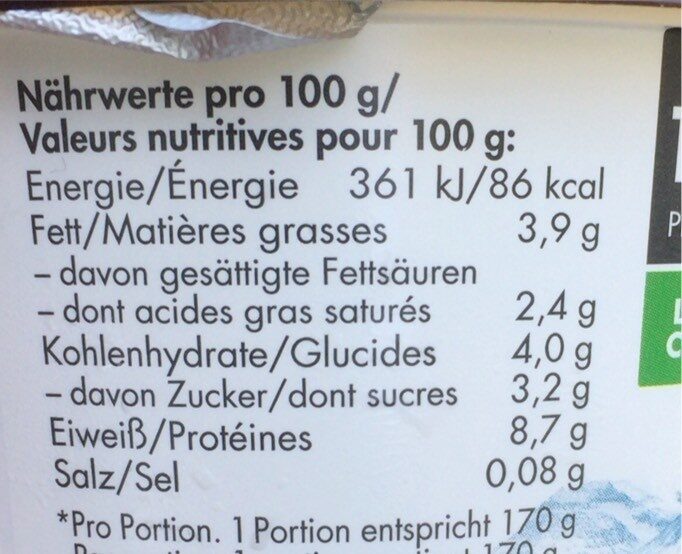 Nährwerte pro 100 g/
Valeurs nutritives pour 100 g:
Energie/Énergie 361 kJ/86 kcal
Fett/Matières grasses 3,9 g
– davon gesättigte Fettsäuren
– dont acides gras saturés 2,4 g
Kohlenhydrate/Glucides 4,0 g
– davon Zucker/dont sucres 3,2 g
Eiweiß/Protéines 8,7 g
Salz/Sel 0,08 g
*Pro Portion. 1 Portion entspricht 170 g
170 g